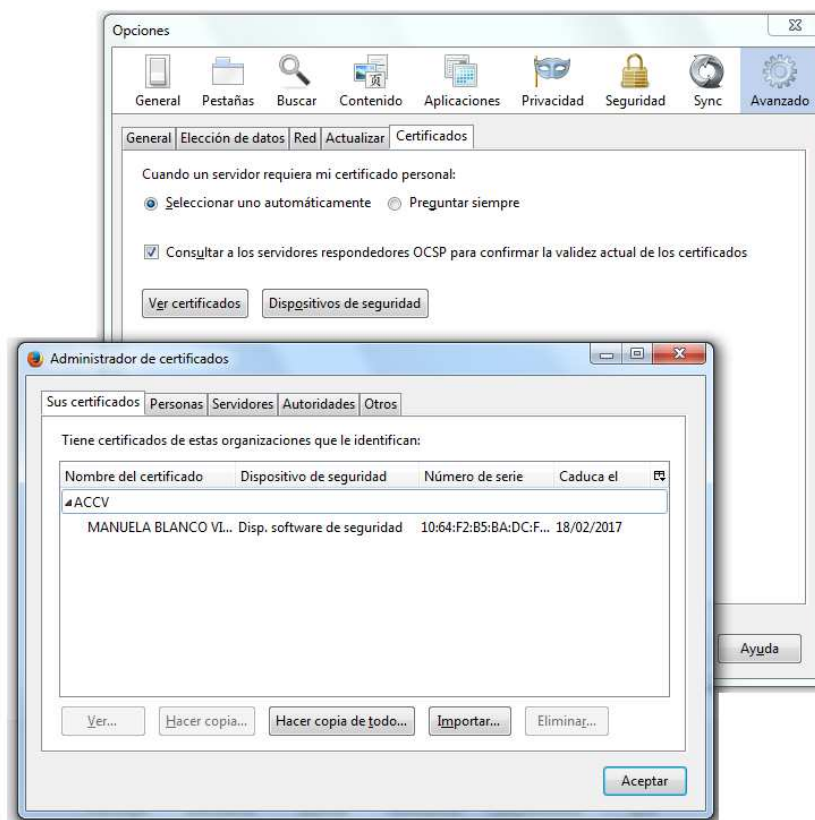 Opciones
General Pestañas Buscar Contenido Aplicaciones Privacidad Seguridad Sync Avanzado
General Elección de datos Red Actualizar Certificados
Cuando un servidor requiera mi certificado personal:
Seleccionar uno automáticamente Preguntar siempre
Consultar a los servidores respondedores OCSP para confirmar la validez actual de los certificados
Ver certificados Dispositivos de seguridad
Administrador de certificados
Sus certificados Personas Servidores Autoridades Otros
Tiene certificados de estas organizaciones que le identifican:
Nombre del certificado Dispositivo de seguridad Número de serie Caduca el
ACCV
MANUELA BLANCO VI... Disp. software de seguridad 10:64:F2:B5:BA:DC:F... 18/02/2017
Ver... Hacer copia... Hacer copia de todo... Importar... Eliminar...
Aceptar
Ayuda